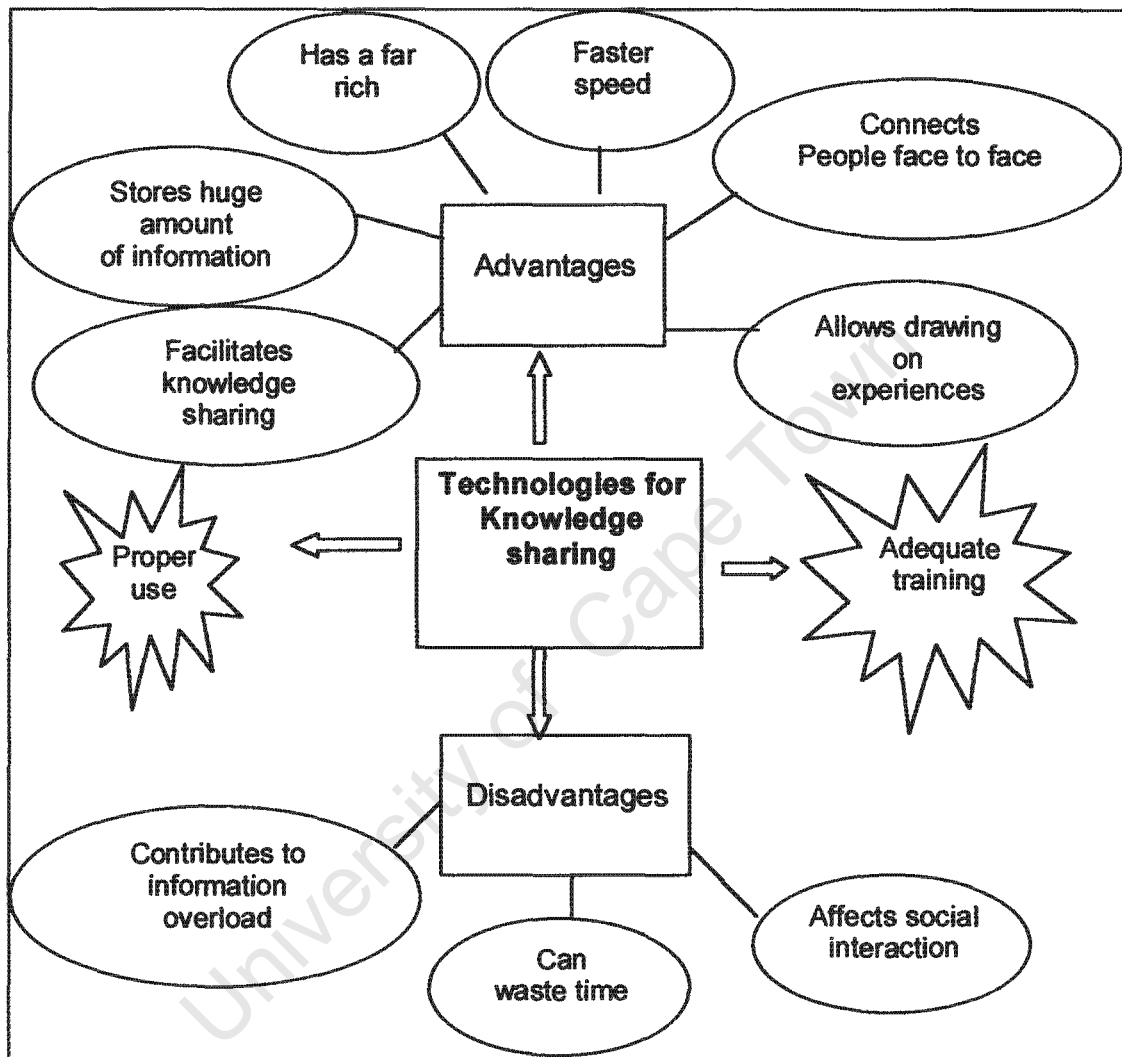 Has a far
rich
Faster
speed
Connects
People face to face
Stores huge
amount
of information
Advantages
Facilitates
knowledge
sharing
Allows drawing
on
experiences
Technologies for
Knowledge
sharing
Proper
use
Adequate
training
Disadvantages
Contributes to
information
overload
Can
waste time
Affects social
interaction
University of Cape Town